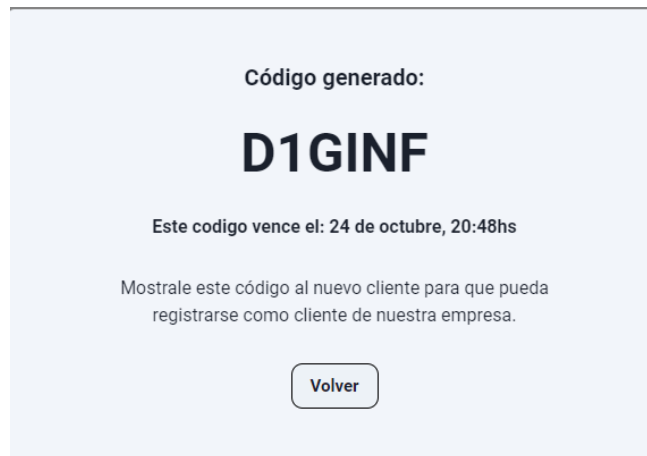 Código generado:
D1GINF
Este codigo vence el: 24 de octubre, 20:48hs
Mostrale este código al nuevo cliente para que pueda
registrarse como cliente de nuestra empresa.
Volver